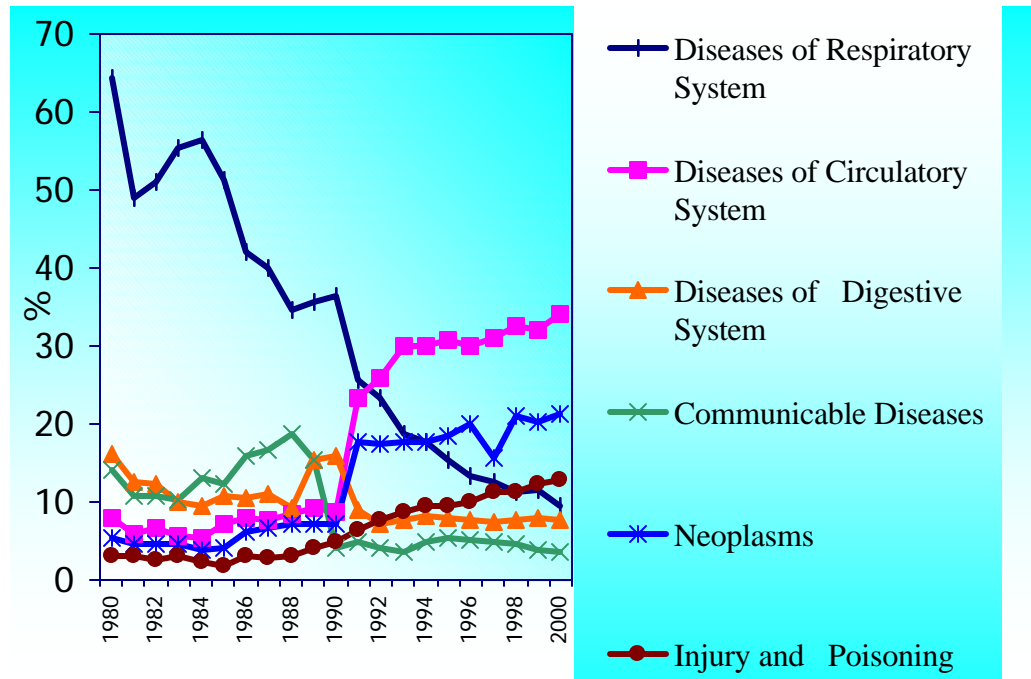 70
60
50
40
30
20
10
0
%
1980
1982
1984
1986
1988
1990
1992
1994
1996
1998
2000
Diseases of Respiratory
System
Diseases of Circulatory
System
Diseases of Digestive
System
Communicable Diseases
Neoplasms
Injury and Poisoning